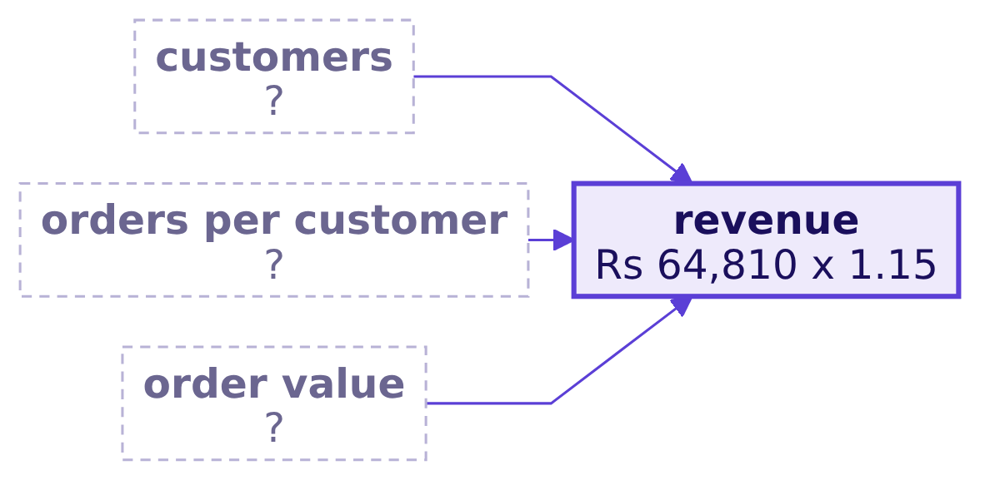 customers
?
orders per customer
?
revenue
Rs 64,810 x 1.15
order value
?